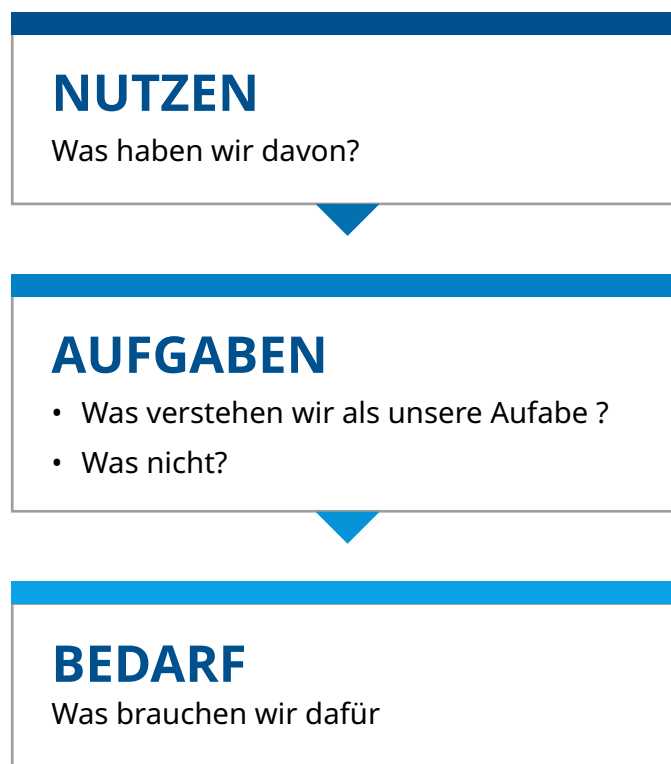 NUTZEN
Was haben wir davon?
AUFGABEN
• Was verstehen wir als unsere Aufabe ?
• Was nicht?
BEDARF
Was brauchen wir dafür